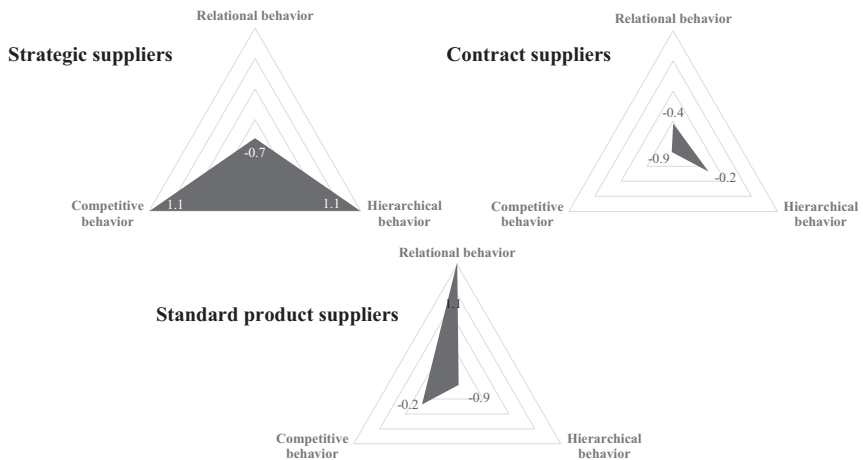 Relational behavior
Strategic suppliers
-0.7
Competitive
behavior
1.1
1.1
Hierarchical
behavior
Relational behavior
Contract suppliers
-0.4
-0.9
-0.2
Competitive
behavior
Hierarchical
behavior
Relational behavior
1.1
Standard product suppliers
-0.2
-0.9
Competitive
behavior
Hierarchical
behavior